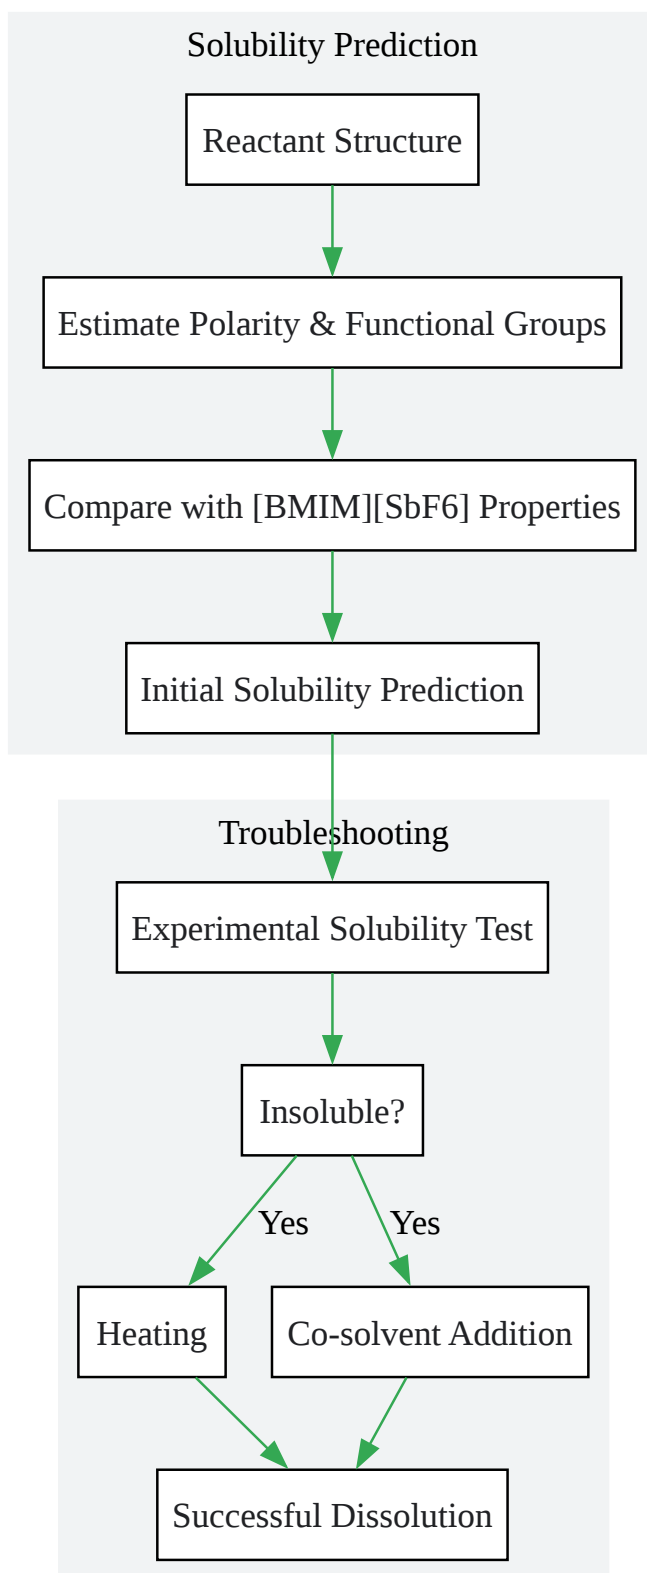 Solubility Prediction
Reactant Structure
Estimate Polarity & Functional Groups
Compare with [BMIM][SbF6] Properties
Initial Solubility Prediction
Troubleshooting
Experimental Solubility Test
Insoluble?
Yes
Yes
Heating
Co-solvent Addition
Successful Dissolution